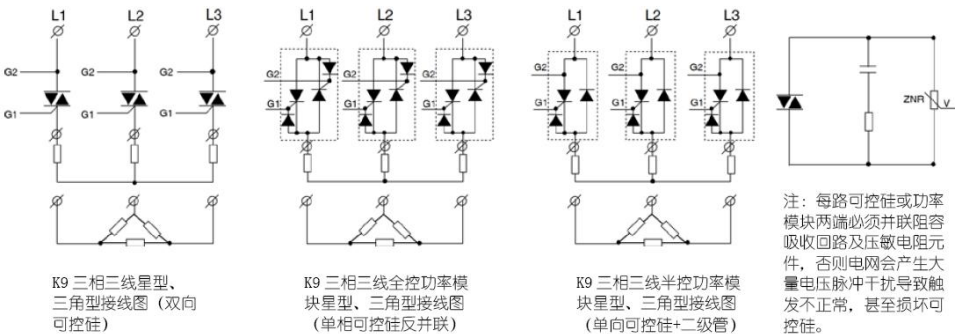 L1 L2 L3
G2 G2 G2
G1 G1 G1
K9 三相三线星型、
三角型接线图（双向
可控硅）
L1 L2 L3
G2 G2 G2
G1 G1 G1
K9 三相三线全控功率模
块星型、三角型接线图
（单相可控硅反并联）
L1 L2 L3
G2 G2 G2
G1 G1 G1
K9 三相三线半控功率模
块星型、三角型接线图
（单向可控硅+二级管）
ZNR V
注：每路可控硅或功率
模块两端必须并联阻容
吸收回路及压敏电阻元
件，否则电网会产生大
量电压脉冲干扰导致触
发不正常，甚至损坏可
控硅。